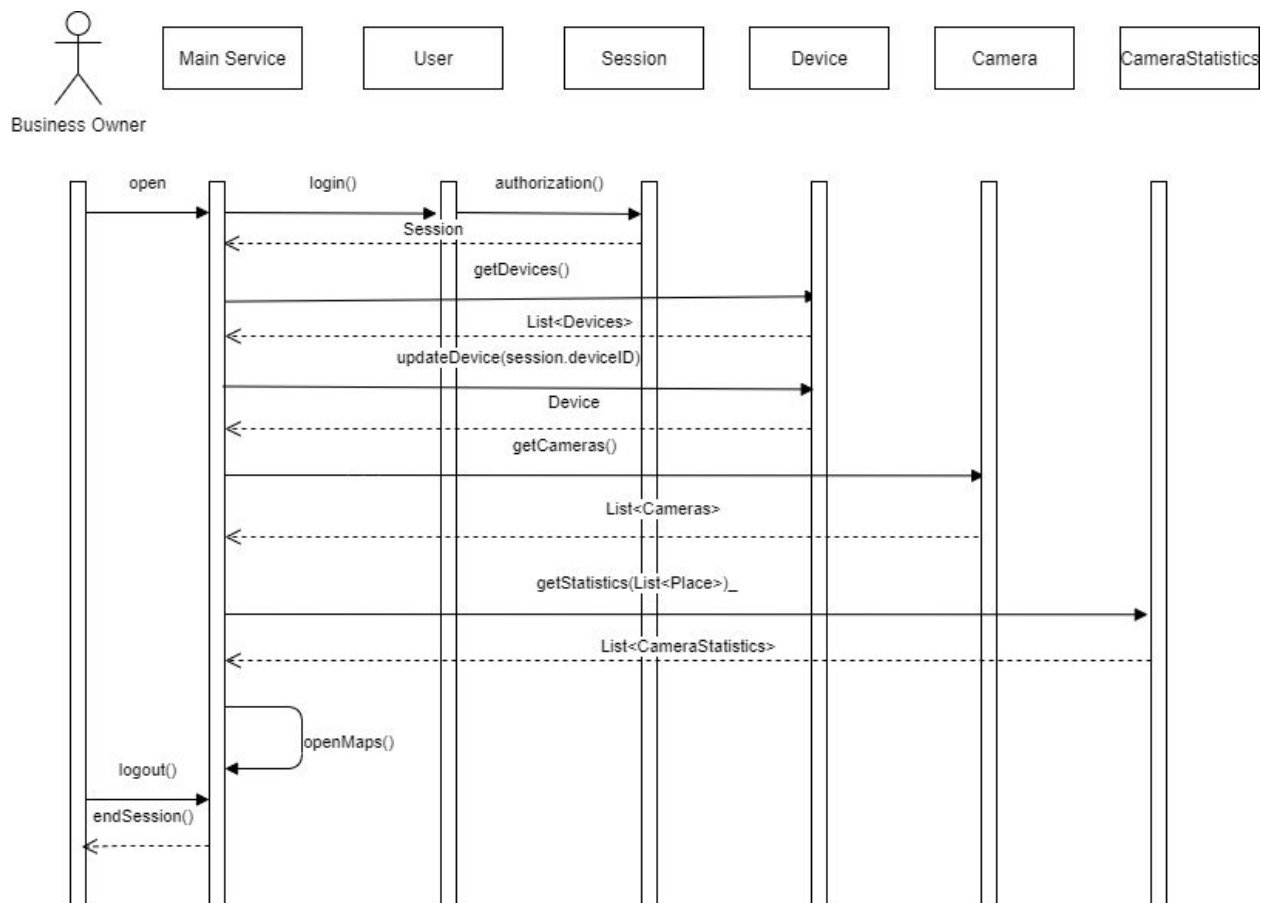 Main Service
User
Session
Device
Camera
CameraStatistics
Business Owner
open
login()
authorization()
Session
getDevices()
List<Devices>
updateDevice(session.deviceID)
Device
getCameras()
List<Cameras>
getStatistics(List<Place>)_
List<CameraStatistics>
openMaps()
logout()
endSession()